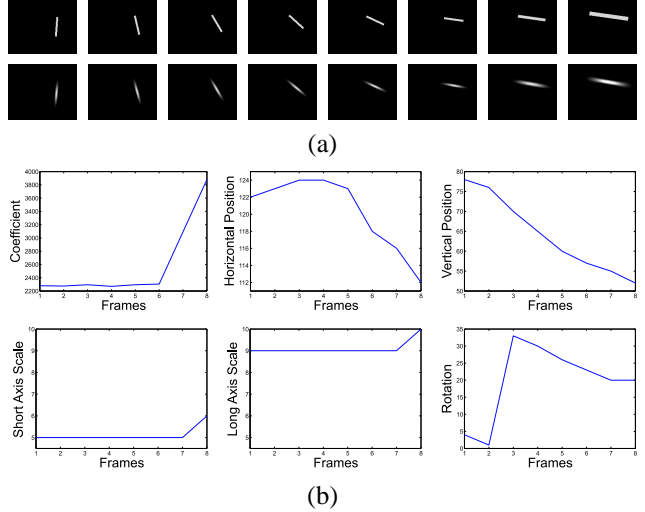 (a)
Coefficient
4000
3800
3600
3400
3200
3000
2800
2600
2400
2200
1 2 3 4 5 6 7 8
Frames
Horizontal Position
124
122
120
118
116
114
112
1 2 3 4 5 6 7 8
Frames
Vertical Position
80
75
70
65
60
55
50
1 2 3 4 5 6 7 8
Frames
Short Axis Scale
10
9
8
7
6
5
1 2 3 4 5 6 7 8
Frames
Long Axis Scale
10
9
8
7
6
5
1 2 3 4 5 6 7 8
Frames
Rotation
35
30
25
20
15
10
5
0
1 2 3 4 5 6 7 8
Frames
(b)